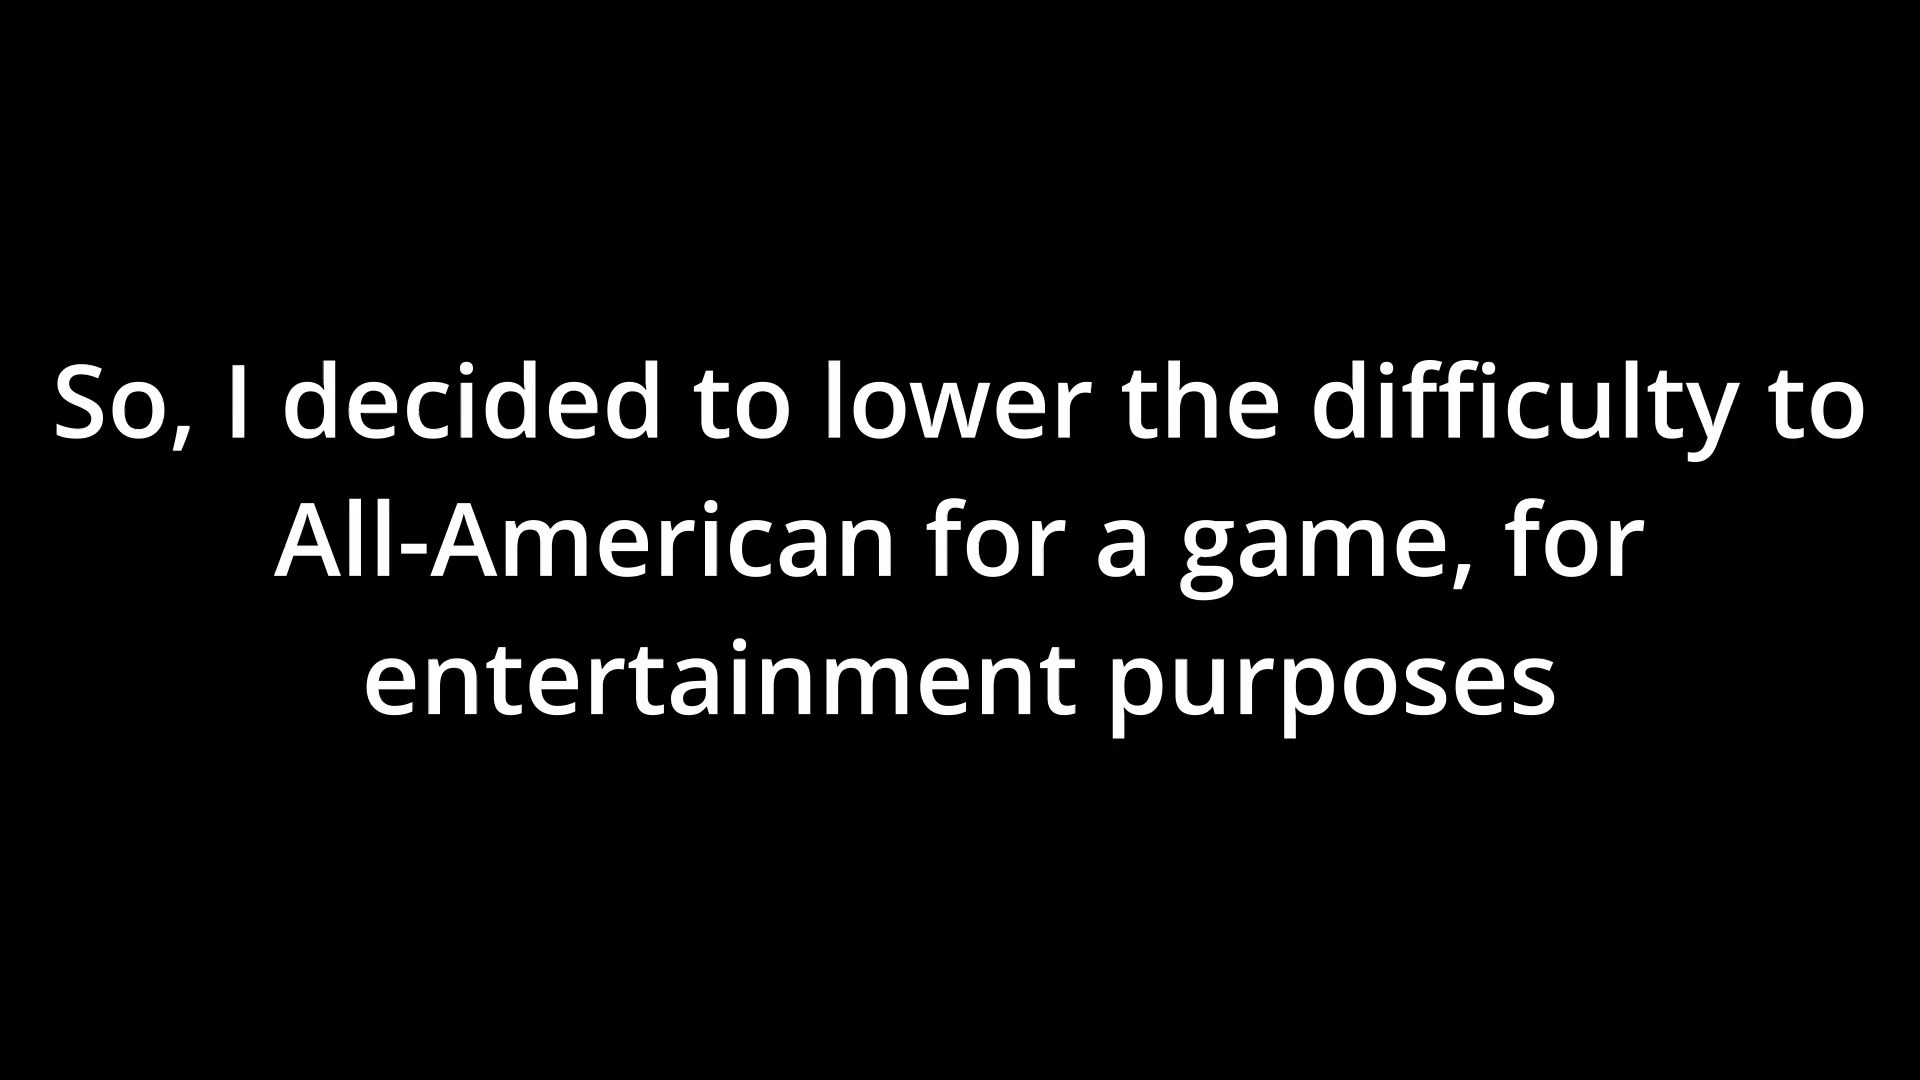 So, I decided to lower the difficulty to
All-American for a game, for
entertainment purposes